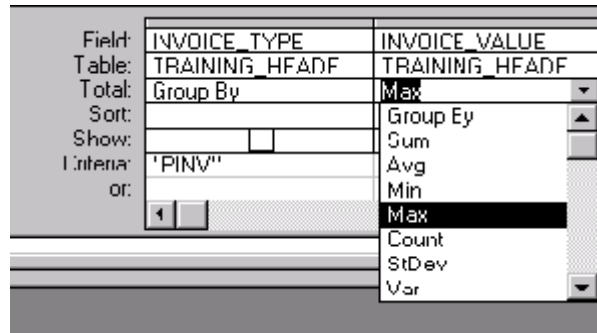 Field: INVOICE_TYPE INVOICE_VALUE
Table: TRAINING_HEADE TRAINING_HEADE
Total: Group By Max
Sort: Group By
Show: Sum
Criteria: "PINV" Avg
or: Min
Max
Count
StDev
Var